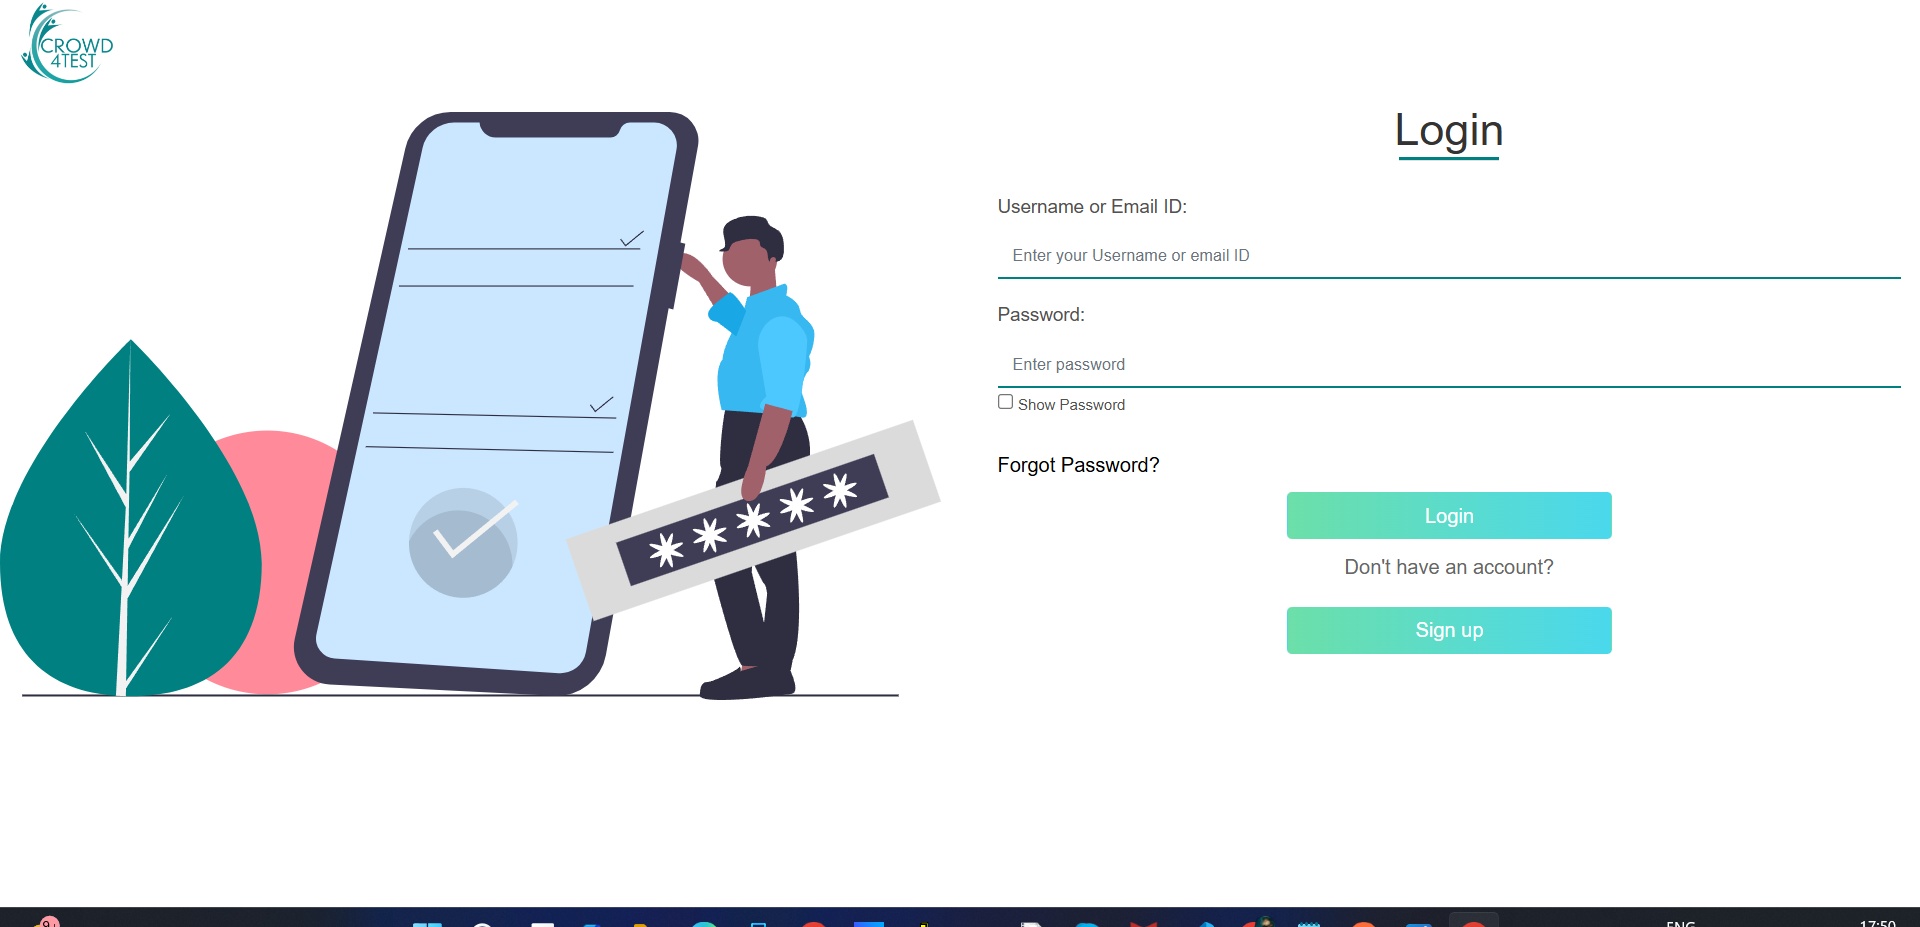 CROWD
4TEST
Login
Username or Email ID:
Enter your Username or email ID
Password:
Enter password
Show Password
Forgot Password?
Login
Don't have an account?
Sign up
ENG
17:50